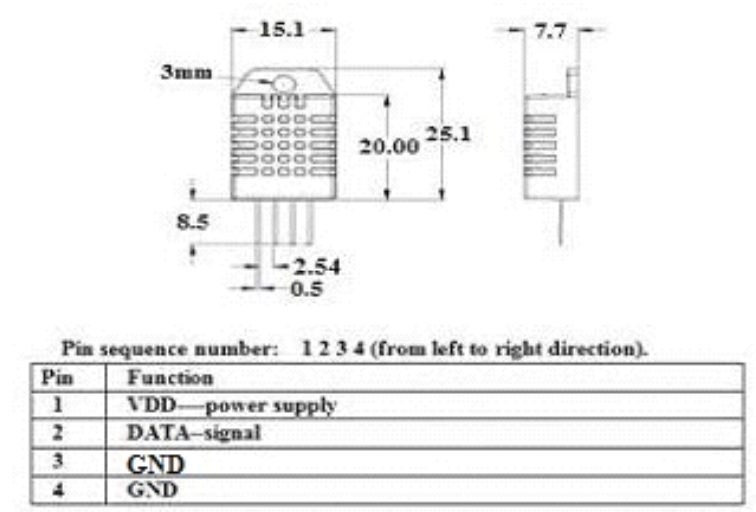 15.1
7.7
3mm
20.00
25.1
8.5
2.54
0.5
Pin sequence number: 1 2 3 4 (from left to right direction).
Pin Function
1 VDD—power supply
2 DATA–signal
3 GND
4 GND